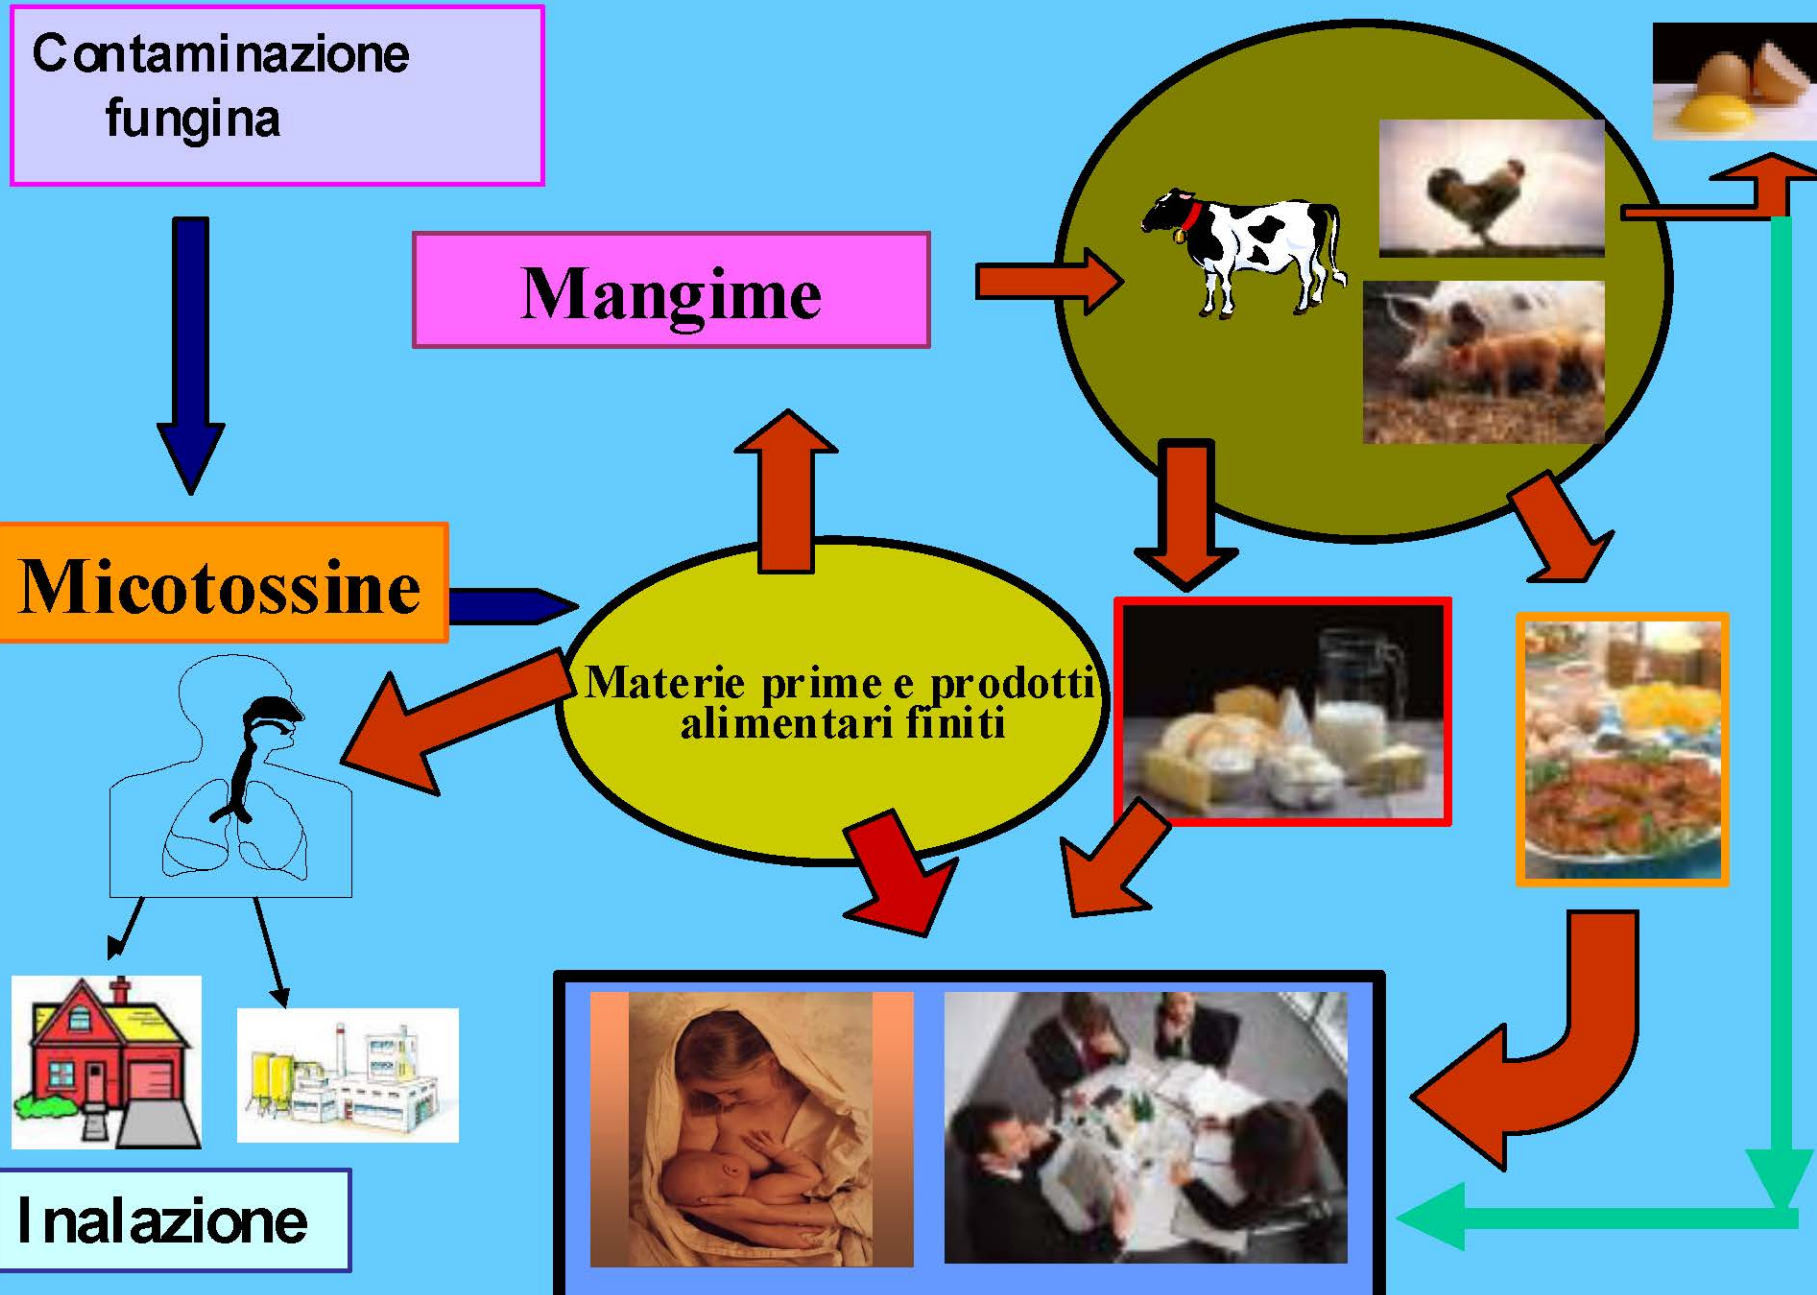 Contaminazione
fungina
Mangime
Micotossine
Materie prime e prodotti
alimentari finiti
Inalazione